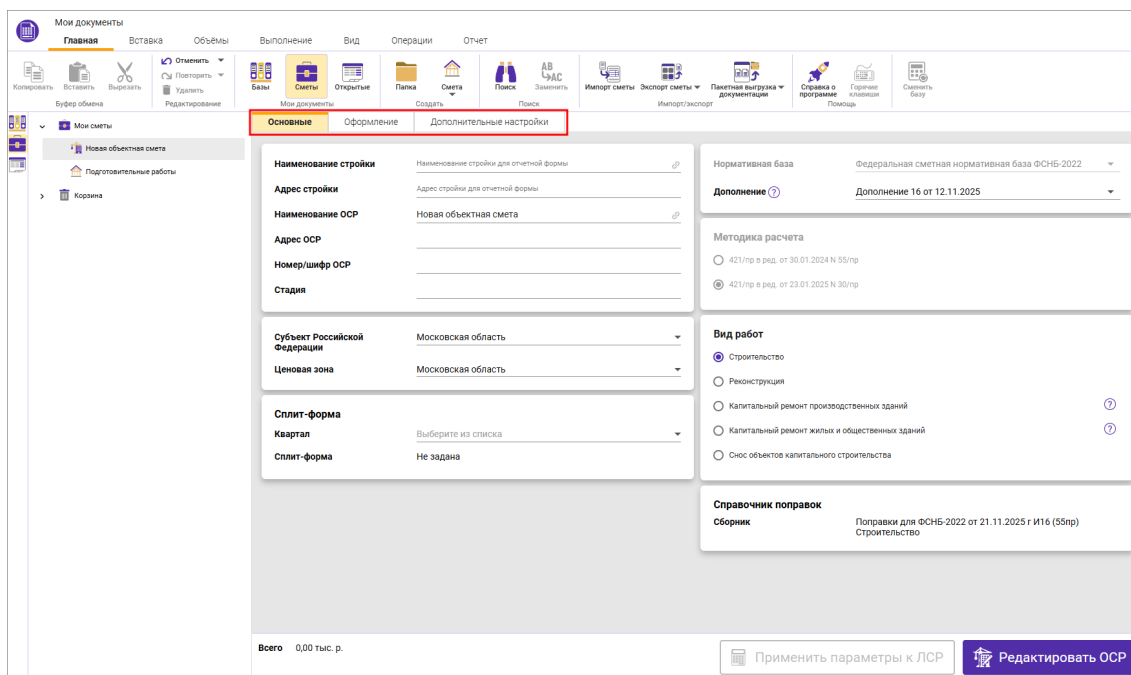 Мои документы
Главная Вставка Объёмы Выполнение Вид Операции Отчет
Копировать Вставить Вырезать Отменить Повторить Удалить Базы Сметы Открытые Папка Смета Поиск АВ АС Заменить Импорт сметы Экспорт сметы Пакетная выгрузка документации Справка о программе Горячие клавиши Сменить базу
Буфер обмена Редактирование Мои документы Создать Поиск Импорт/экспорт Помощь
Мои сметы
Новая объектная смета
Подготовительные работы
Корзина
Основные Оформление Дополнительные настройки
Наименование стройки Наименование стройки для отчетной формы
Адрес стройки Адрес стройки для отчетной формы
Наименование ОСР Новая объектная смета
Адрес ОСР
Номер/шифр ОСР
Стадия
Субъект Российской Федерации Московская область
Ценовая зона Московская область
Сплит-форма
Квартал Выберите из списка
Сплит-форма Не задана
Нормативная база Федеральная сметная нормативная база ФСНБ-2022
Дополнение ? Дополнение 16 от 12.11.2025
Методика расчета
421/пр в ред. от 30.01.2024 N 55/пр
421/пр в ред. от 23.01.2025 N 30/пр
Вид работ
Строительство
Реконструкция
Капитальный ремонт производственных зданий ?
Капитальный ремонт жилых и общественных зданий ?
Снос объектов капитального строительства
Справочник поправок
Сборник Поправки для ФСНБ-2022 от 21.11.2025 г И16 (55пр)
Строительство
Всего 0,00 тыс. р.
Применить параметры к ЛСР Редактировать ОСР